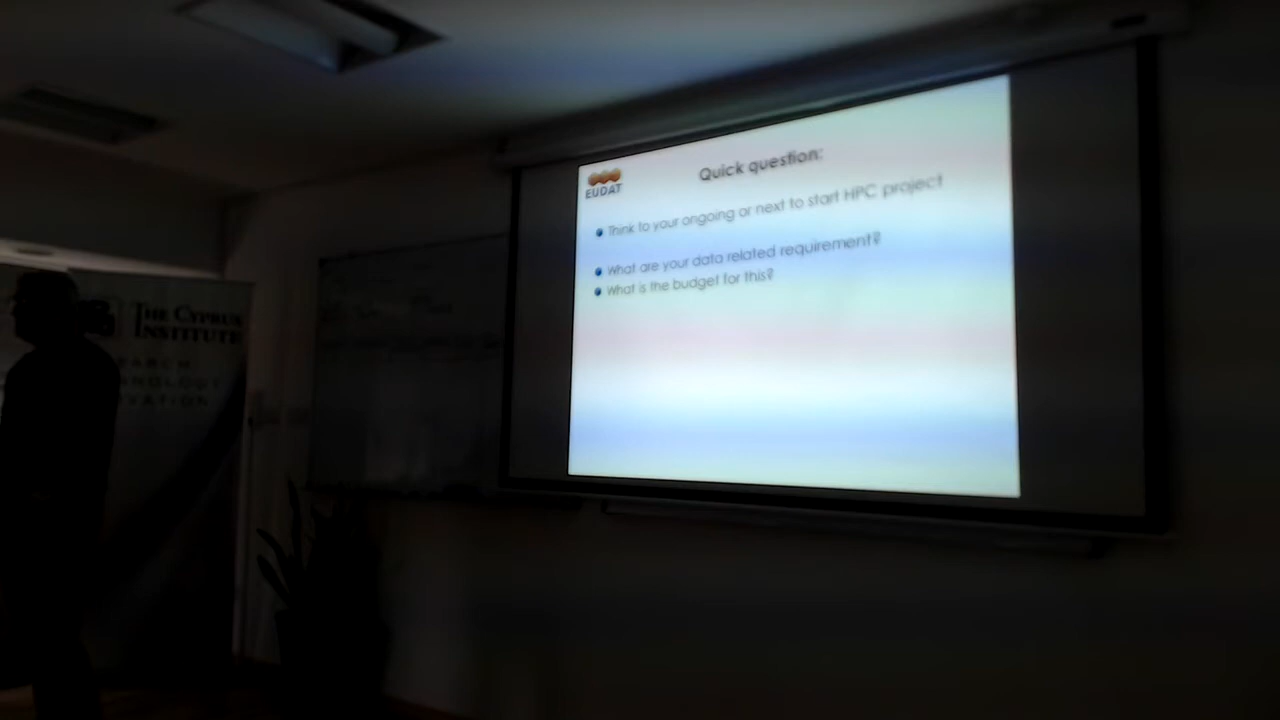 Quick question:
EUDAT
Think to your ongoing or next to start HPC project
What are your data related requirement?
What is the budget for this?
THE CYPRUS
INSTITUTE